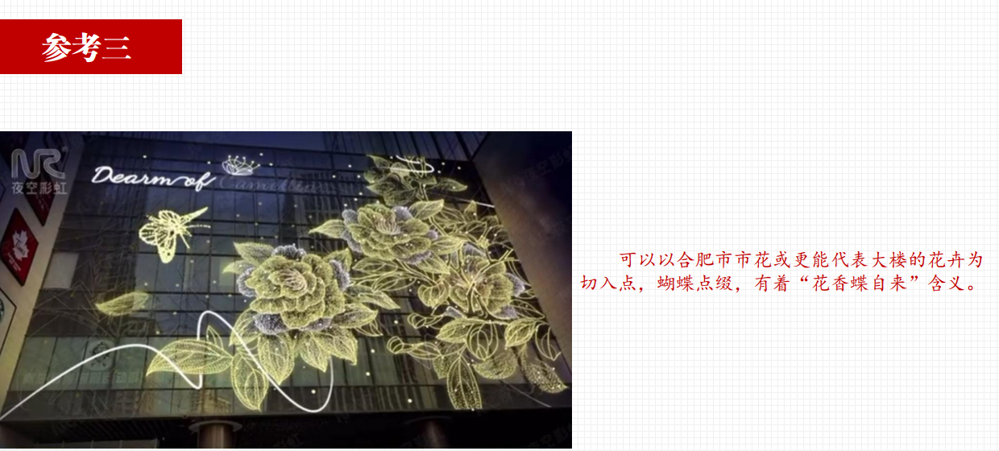 参考三
NR
夜空彩虹
Dearm of
Camellias
可以以合肥市市花或更能代表大楼的花卉为
切入点，蝴蝶点缀，有着“花香蝶自来”含义。